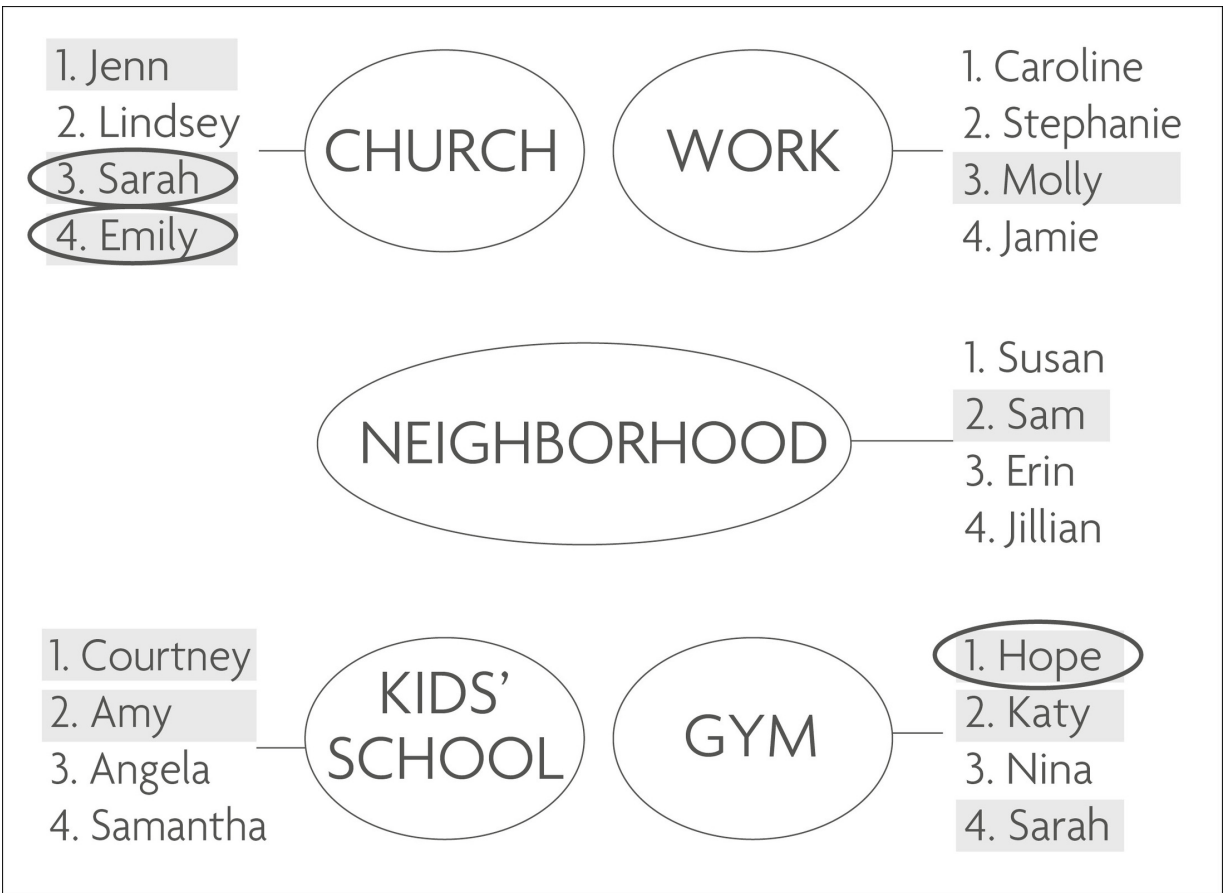 1. Jenn
2. Lindsey
3. Sarah
4. Emily
CHURCH
WORK
1. Caroline
2. Stephanie
3. Molly
4. Jamie
NEIGHBORHOOD
1. Susan
2. Sam
3. Erin
4. Jillian
1. Courtney
2. Amy
3. Angela
4. Samantha
KIDS’
SCHOOL
GYM
1. Hope
2. Katy
3. Nina
4. Sarah